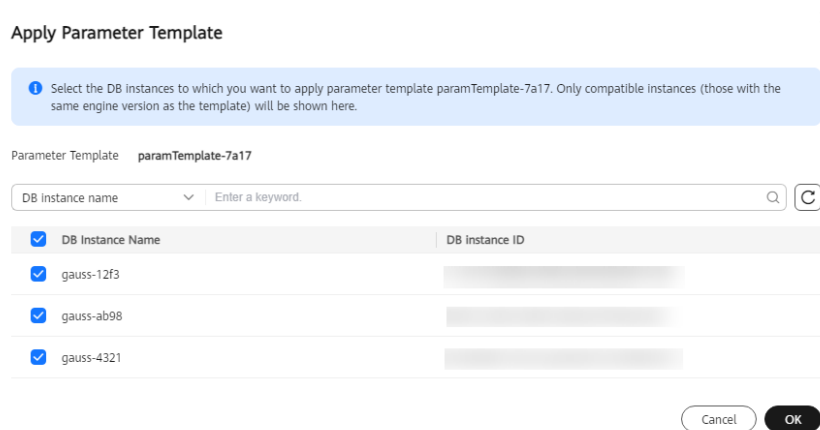 Apply Parameter Template
Select the DB instances to which you want to apply parameter template paramTemplate-7a17. Only compatible instances (those with the
same engine version as the template) will be shown here.
Parameter Template paramTemplate-7a17
DB instance name Enter a keyword.
DB Instance Name DB instance ID
gauss-12f3
gauss-ab98
gauss-4321
Cancel OK